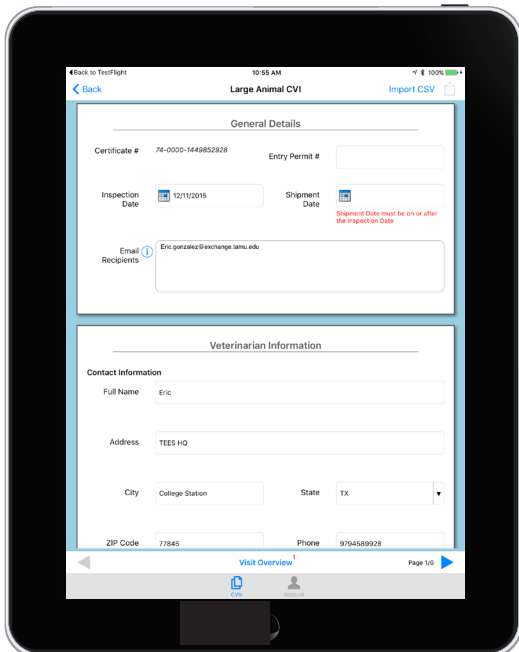 Back to TestFlight 10:55 AM 100%
Back Large Animal CVI Import CSV
General Details
Certificate # 74-0000-1449852928 Entry Permit #
Inspection Date 12/11/2015 Shipment Date
Shipment Date must be on or after
the Inspection Date
Email Recipients Eric.gonzalez@exchange.tamu.edu
Veterinarian Information
Contact Information
Full Name Eric
Address TEES HQ
City College Station State TX
ZIP Code 77845 Phone 9794589928
Visit Overview 1 Page 1/6
CVIs Account